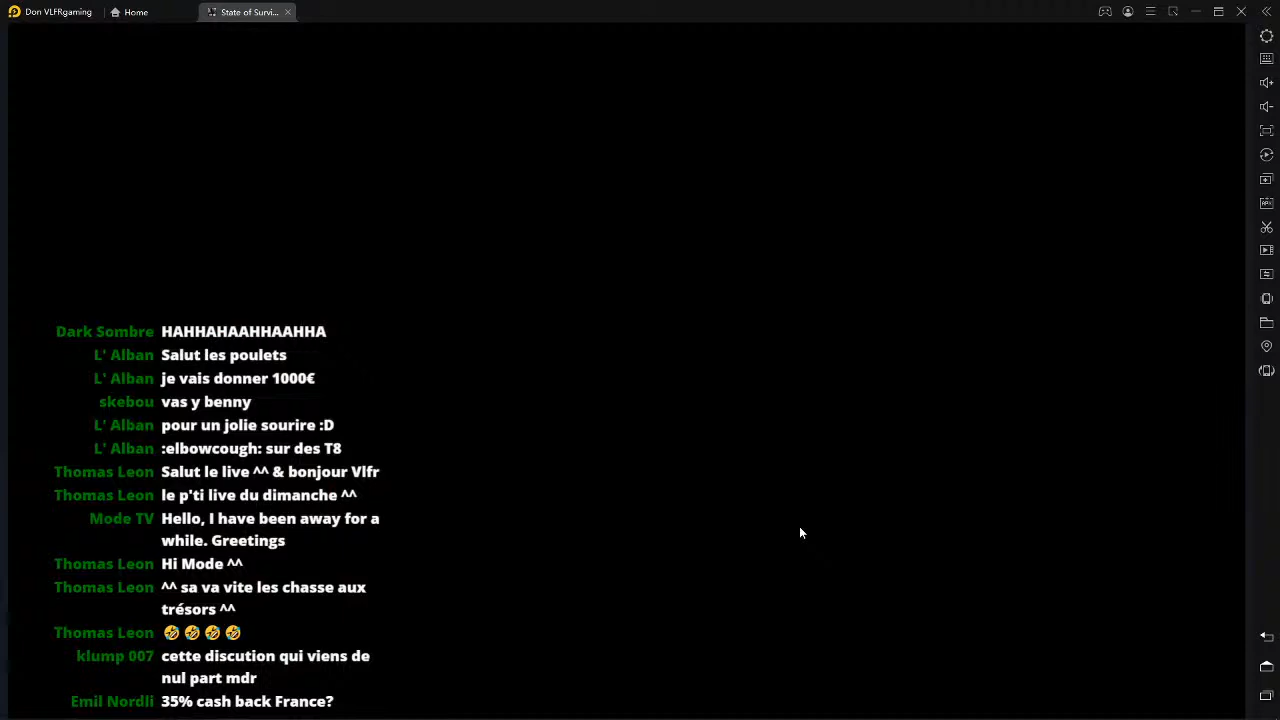 Don VLFRgaming
Home
State of Survi...
Dark Sombre HAHHAHAAHHAAHHA
L' Alban Salut les poulets
L' Alban je vais donner 1000€
skebou vas y benny
L' Alban pour un jolie sourire :D
L' Alban :elbowcough: sur des T8
Thomas Leon Salut le live ^^ & bonjour Vlfr
Thomas Leon le p'ti live du dimanche ^^
Mode TV Hello, I have been away for a
while. Greetings
Thomas Leon Hi Mode ^^
Thomas Leon ^^ sa va vite les chasse aux
trésors ^^
Thomas Leon 🤣 🤣 🤣 🤣
klump 007 cette discution qui viens de
nul part mdr
Emil Nordli 35% cash back France?